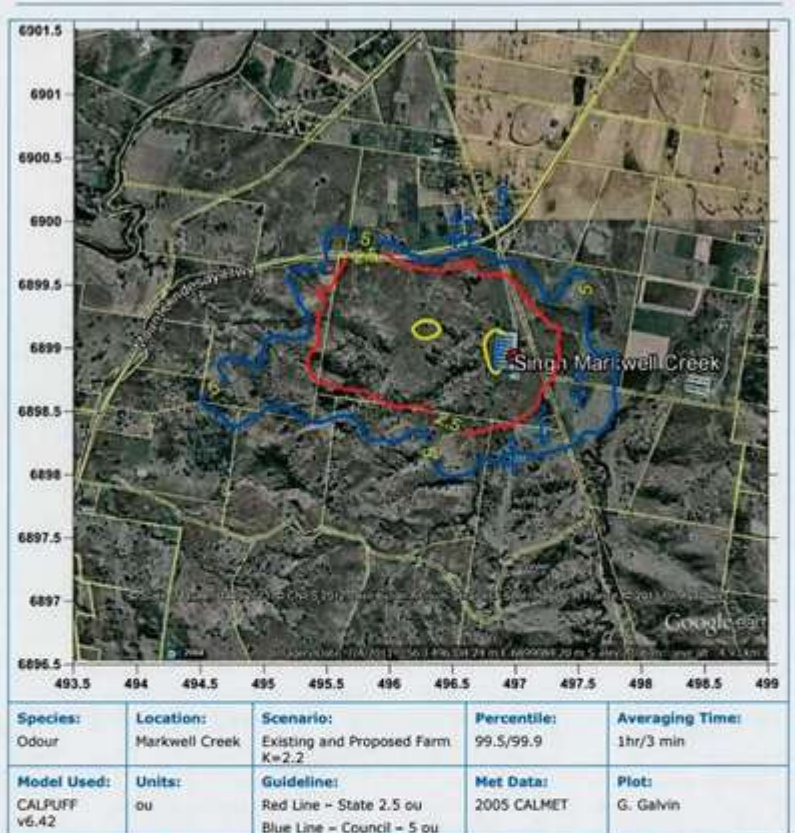 6901.5
6901
6900.5
6900
6899.5
6899
6898.5
6898
6897.5
6897
6896.5
5
5
5
5
2.5
Singh Markwell Creek
Google earth
493.5 494 494.5 495 495.5 496 496.5 497 497.5 498 498.5 499
Species: Location: Scenario: Percentile: Averaging Time:
Odour Markwell Creek Existing and Proposed Farm 99.5/99.9 1hr/3 min
K=2.2
Model Used: Units: Guideline: Met Data: Plot:
CALPUFF ou Red Line – State 2.5 ou 2005 CALMET G. Galvin
v6.42 Blue Line – Council – 5 ou